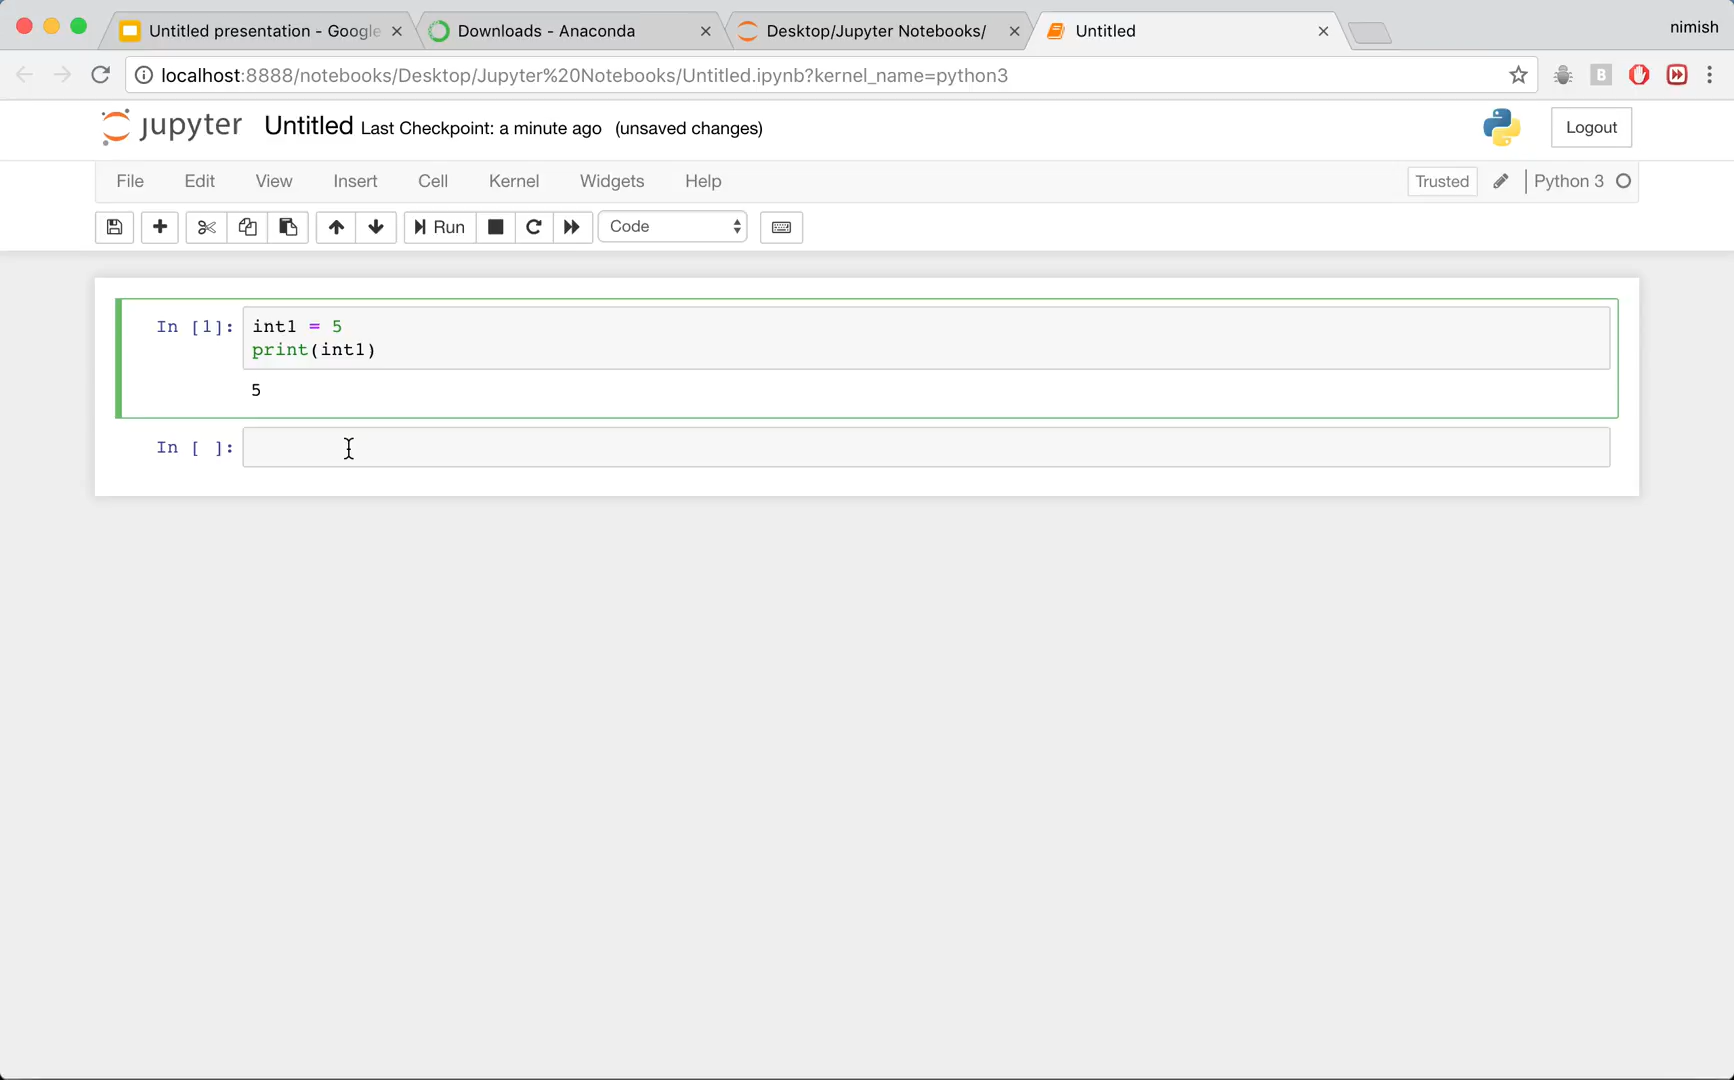 Untitled presentation - Google
Downloads - Anaconda
Desktop/Jupyter Notebooks/
Untitled
nimish
localhost:8888/notebooks/Desktop/Jupyter%20Notebooks/Untitled.ipynb?kernel_name=python3
B
jupyter Untitled Last Checkpoint: a minute ago (unsaved changes)
Logout
File Edit View Insert Cell Kernel Widgets Help
Trusted
Python 3
Run
Code
In [1]: int1 = 5
print(int1)
5
In [ ]: